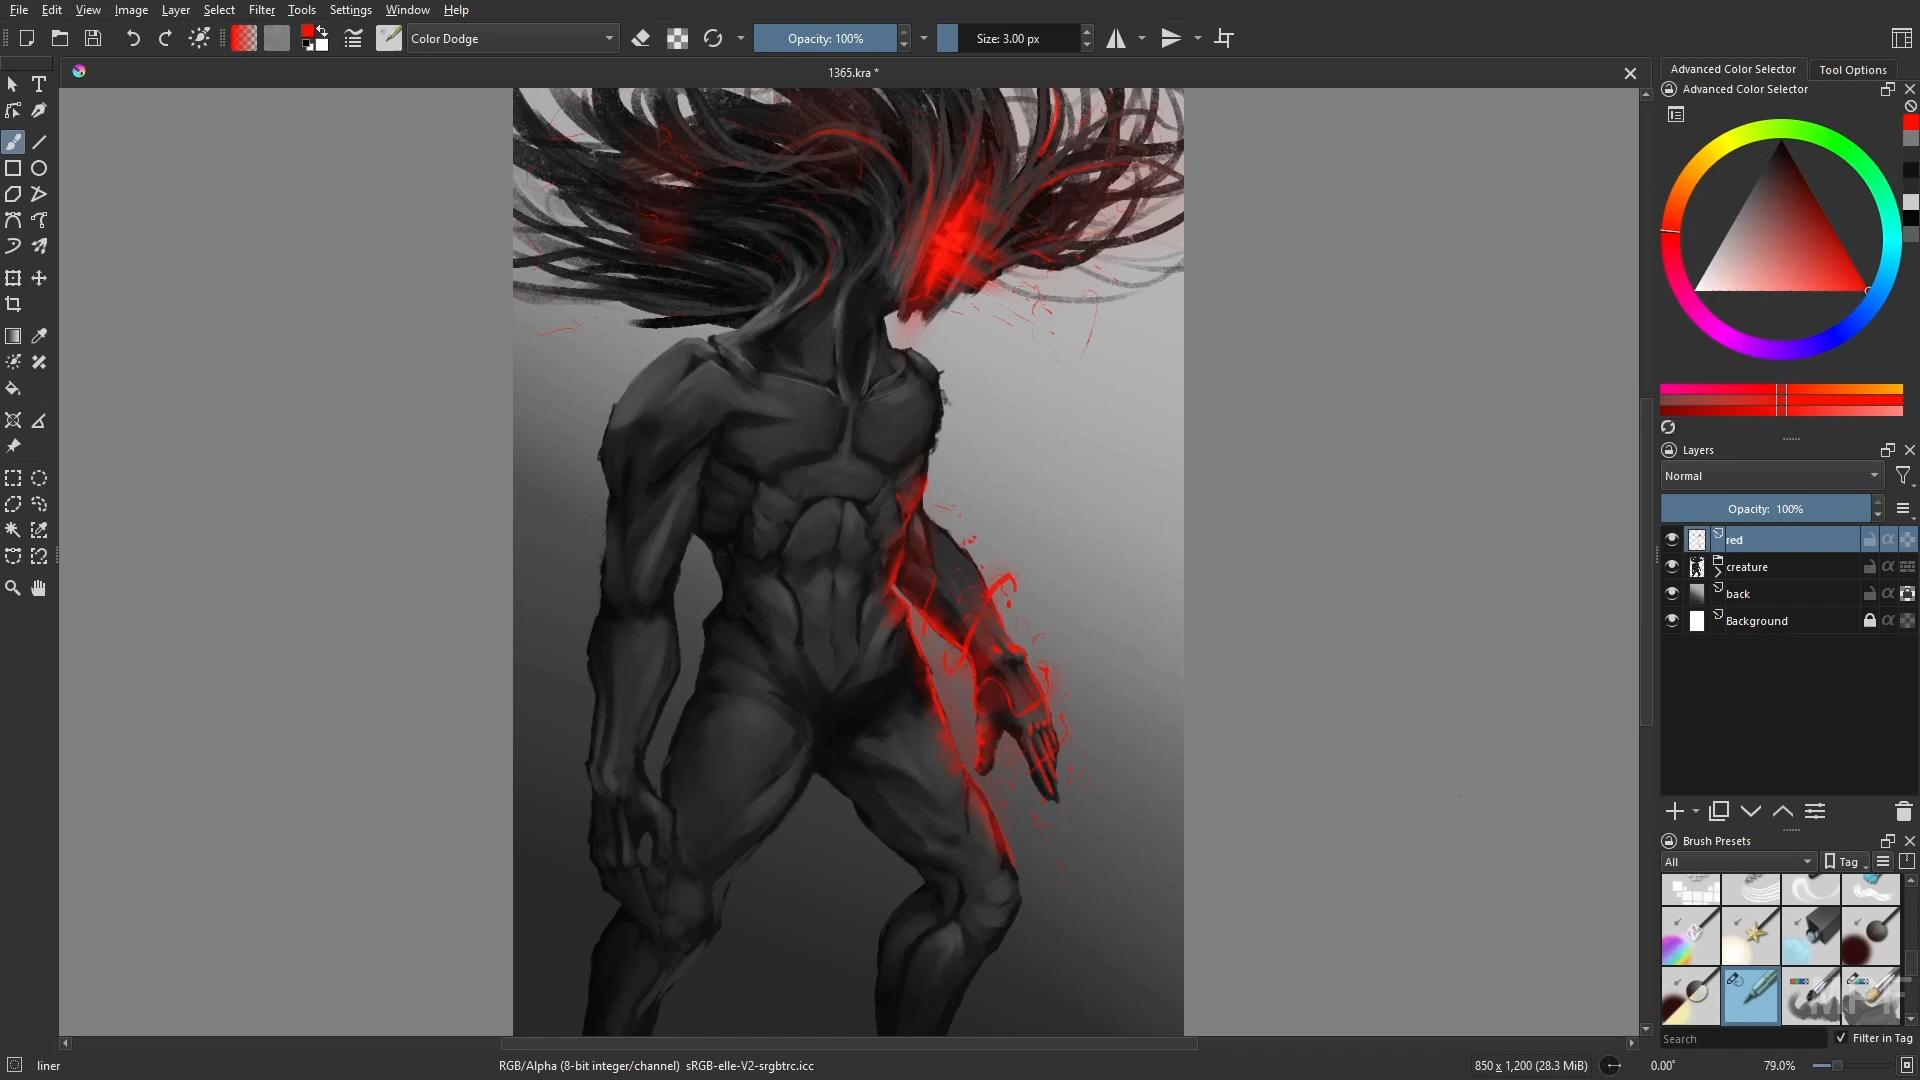 File Edit View Image Layer Select Filter Tools Settings Window Help
Color Dodge
Opacity: 100%
Size: 3.00 px
1365.kra *
Advanced Color Selector
Tool Options
Advanced Color Selector
Layers
Normal
Opacity: 100%
red
creature
back
Background
Brush Presets
All
Tag
Search
Filter in Tag
liner
RGB/Alpha (8-bit integer/channel) sRGB-elle-V2-srgbtrc.icc
850 x 1,200 (28.3 MiB)
0.00°
79.0%